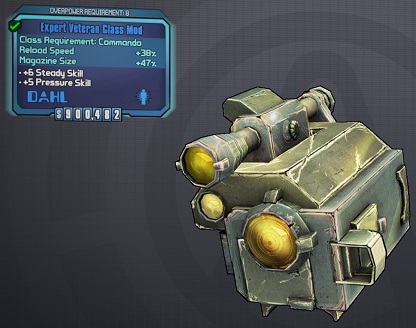 OVERPOWER REQUIREMENT: 8
Expert Veteran Class Mod
Class Requirement: Commando
Reload Speed +38%
Magazine Size +47%
• +6 Steady Skill
• +5 Pressure Skill
DAHL
$900,482